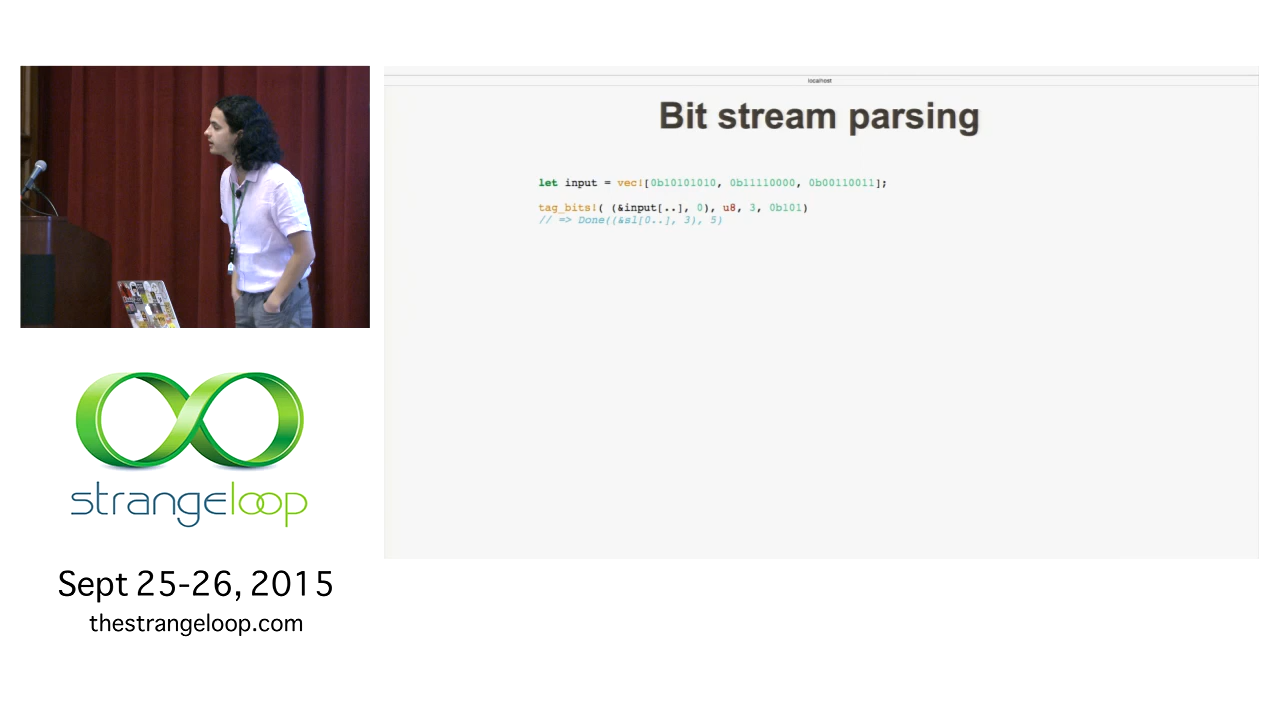 localhost
Bit stream parsing
let input = vec![0b10101010, 0b11110000, 0b00110011];
tag_bits!( (&input[..], 0), u8, 3, 0b101)
// => Done((&sl[0..], 3), 5)
strangeloop
Sept 25-26, 2015
thestrangeloop.com